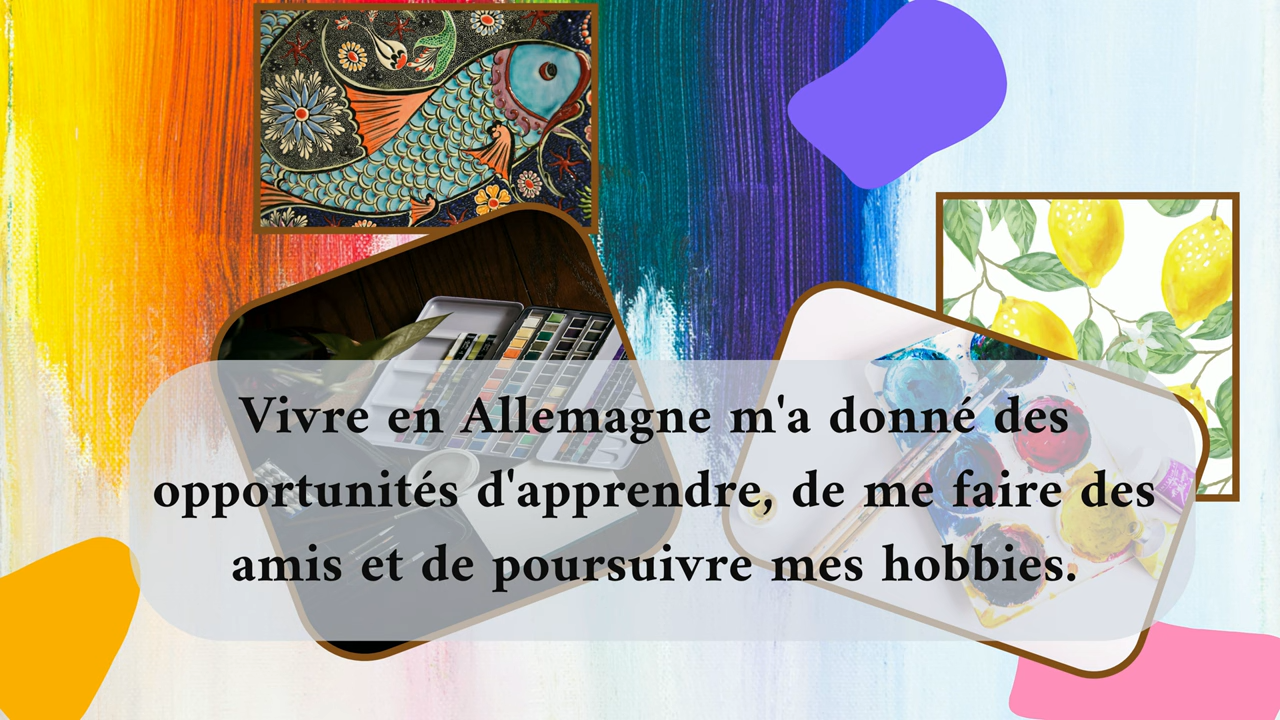 Vivre en Allemagne m'a donné des
opportunités d'apprendre, de me faire des
amis et de poursuivre mes hobbies.